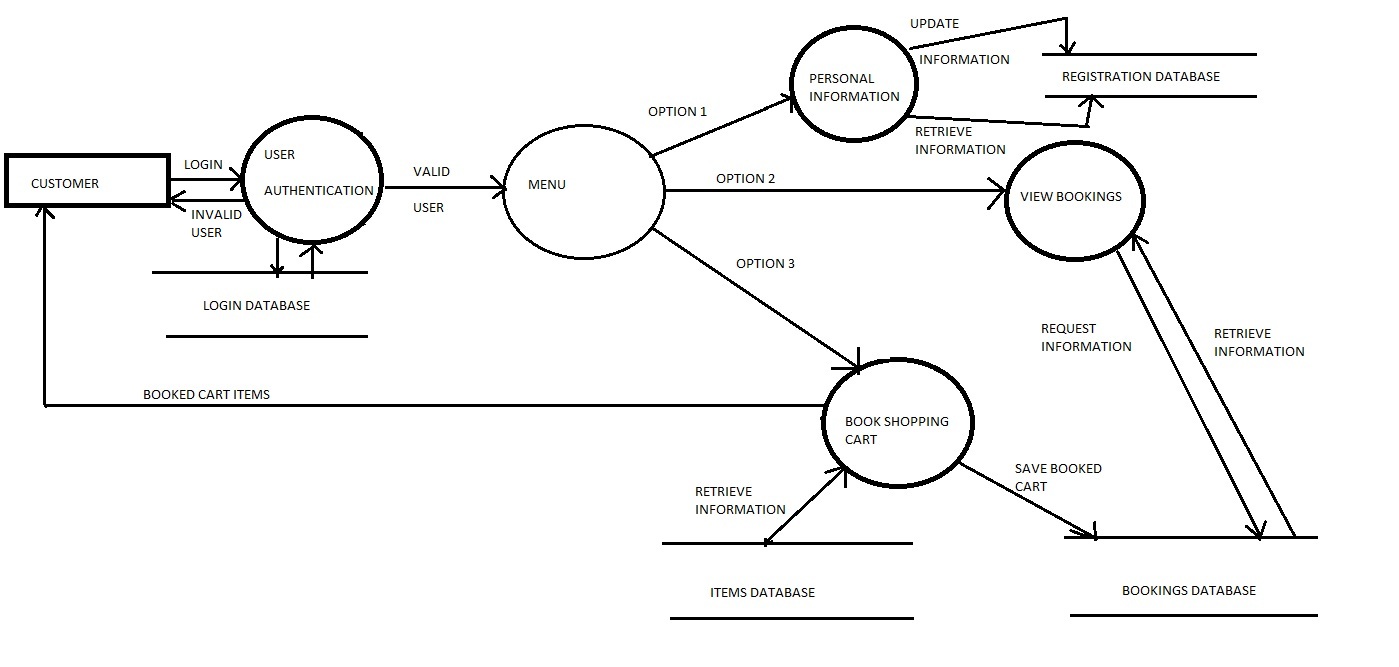 UPDATE
INFORMATION
REGISTRATION DATABASE
PERSONAL
INFORMATION
OPTION 1
RETRIEVE
INFORMATION
USER
AUTHENTICATION
LOGIN
CUSTOMER
VALID
USER
MENU
OPTION 2
VIEW BOOKINGS
INVALID
USER
OPTION 3
LOGIN DATABASE
REQUEST
INFORMATION
RETRIEVE
INFORMATION
BOOKED CART ITEMS
BOOK SHOPPING
CART
SAVE BOOKED
CART
RETRIEVE
INFORMATION
ITEMS DATABASE
BOOKINGS DATABASE